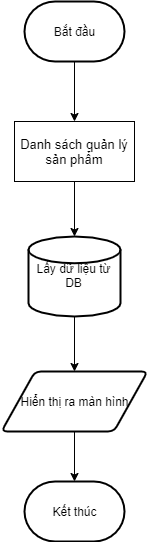 Bắt đầu
Danh sách quản lý
sản phẩm
Lấy dữ liệu từ
DB
Hiển thị ra màn hình
Kết thúc